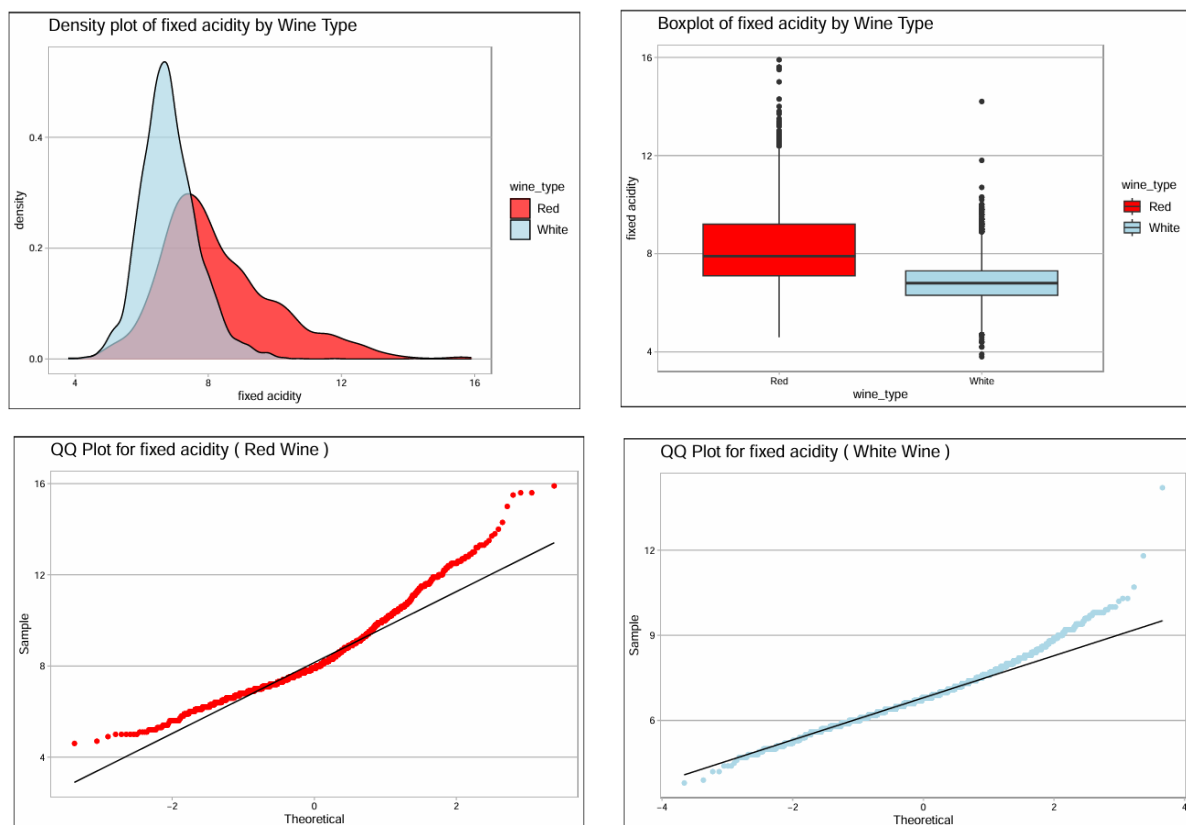 Density plot of fixed acidity by Wine Type
density
0.4
0.2
0.0
4 8 12 16
fixed acidity
wine_type
Red
White
Boxplot of fixed acidity by Wine Type
fixed acidity
16
12
8
4
Red White
wine_type
wine_type
Red
White
QQ Plot for fixed acidity ( Red Wine )
Sample
16
12
8
4
−2 0 2
Theoretical
QQ Plot for fixed acidity ( White Wine )
Sample
12
9
6
−4 −2 0 2 4
Theoretical